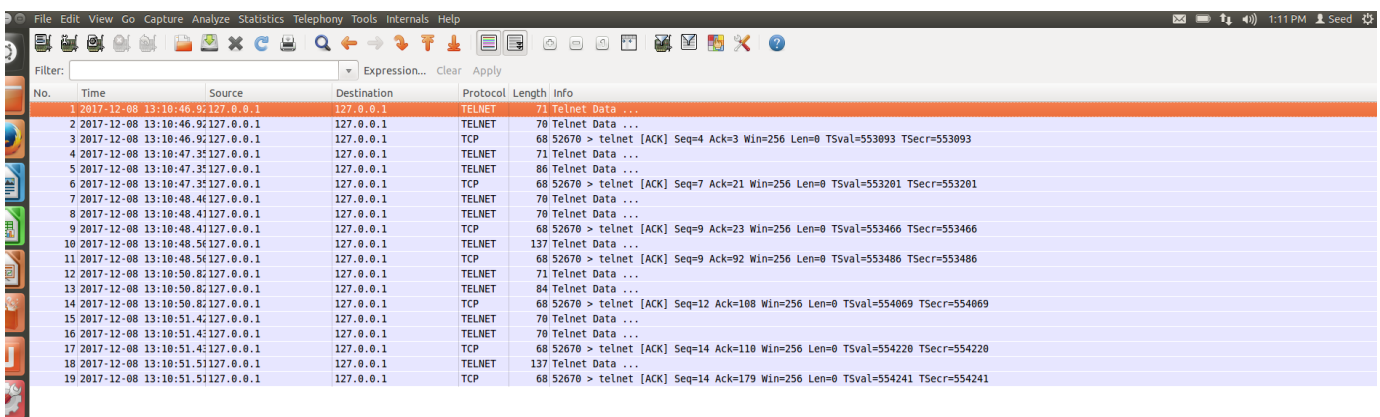 File Edit View Go Capture Analyze Statistics Telephony Tools Internals Help 1:11 PM Seed
Filter: Expression... Clear Apply
No. Time Source Destination Protocol Length Info
1 2017-12-08 13:10:46.92 127.0.0.1 127.0.0.1 TELNET 71 Telnet Data ...
2 2017-12-08 13:10:46.92 127.0.0.1 127.0.0.1 TELNET 70 Telnet Data ...
3 2017-12-08 13:10:46.92 127.0.0.1 127.0.0.1 TCP 68 52670 > telnet [ACK] Seq=4 Ack=3 Win=256 Len=0 TSval=553093 TSecr=553093
4 2017-12-08 13:10:47.35 127.0.0.1 127.0.0.1 TELNET 71 Telnet Data ...
5 2017-12-08 13:10:47.35 127.0.0.1 127.0.0.1 TELNET 86 Telnet Data ...
6 2017-12-08 13:10:47.35 127.0.0.1 127.0.0.1 TCP 68 52670 > telnet [ACK] Seq=7 Ack=21 Win=256 Len=0 TSval=553201 TSecr=553201
7 2017-12-08 13:10:48.40 127.0.0.1 127.0.0.1 TELNET 70 Telnet Data ...
8 2017-12-08 13:10:48.41 127.0.0.1 127.0.0.1 TELNET 70 Telnet Data ...
9 2017-12-08 13:10:48.41 127.0.0.1 127.0.0.1 TCP 68 52670 > telnet [ACK] Seq=9 Ack=23 Win=256 Len=0 TSval=553466 TSecr=553466
10 2017-12-08 13:10:48.50 127.0.0.1 127.0.0.1 TELNET 137 Telnet Data ...
11 2017-12-08 13:10:48.50 127.0.0.1 127.0.0.1 TCP 68 52670 > telnet [ACK] Seq=9 Ack=92 Win=256 Len=0 TSval=553486 TSecr=553486
12 2017-12-08 13:10:50.82 127.0.0.1 127.0.0.1 TELNET 71 Telnet Data ...
13 2017-12-08 13:10:50.82 127.0.0.1 127.0.0.1 TELNET 84 Telnet Data ...
14 2017-12-08 13:10:50.82 127.0.0.1 127.0.0.1 TCP 68 52670 > telnet [ACK] Seq=12 Ack=108 Win=256 Len=0 TSval=554069 TSecr=554069
15 2017-12-08 13:10:51.42 127.0.0.1 127.0.0.1 TELNET 70 Telnet Data ...
16 2017-12-08 13:10:51.43 127.0.0.1 127.0.0.1 TELNET 70 Telnet Data ...
17 2017-12-08 13:10:51.43 127.0.0.1 127.0.0.1 TCP 68 52670 > telnet [ACK] Seq=14 Ack=110 Win=256 Len=0 TSval=554220 TSecr=554220
18 2017-12-08 13:10:51.51 127.0.0.1 127.0.0.1 TELNET 137 Telnet Data ...
19 2017-12-08 13:10:51.51 127.0.0.1 127.0.0.1 TCP 68 52670 > telnet [ACK] Seq=14 Ack=179 Win=256 Len=0 TSval=554241 TSecr=554241